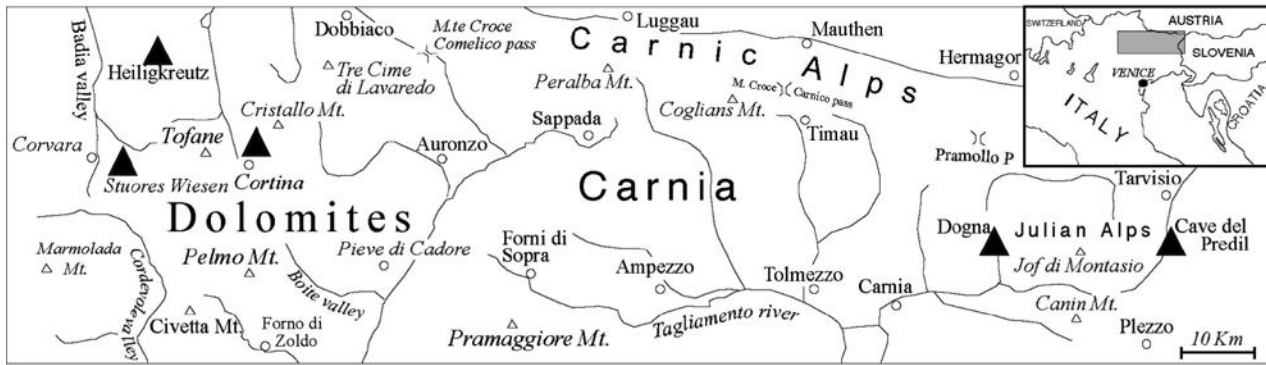 Badia valley
Heiligkreutz
Corvara
Stuores Wiesen
Tofane
Cristallo Mt.
Cortina
Dobbiaco
M.te Croce
Comelico pass
Tre Cime
di Lavaredo
Auronzo
Dolomites
Marmolada
Mt.
Cordevole valley
Pelmo Mt.
Civetta Mt.
Boite valley
Forno di
Zoldo
Pieve di Cadore
Luggau
Mauthen
Hermagor
Carnic Alps
Peralba Mt.
Sappada
M. Croce
Carnico pass
Coglians Mt.
Timau
Pramollo P
Carnia
Forni di
Sopra
Ampezzo
Tolmezzo
Pramaggiore Mt.
Tagliamento river
Carnia
Dogna
Julian Alps
Jof di Montasio
Canin Mt.
Tarvisio
Cave del
Predil
Plezzo
10 Km
SWITZERLAND
AUSTRIA
SLOVENIA
VENICE
ITALY
CROATIA